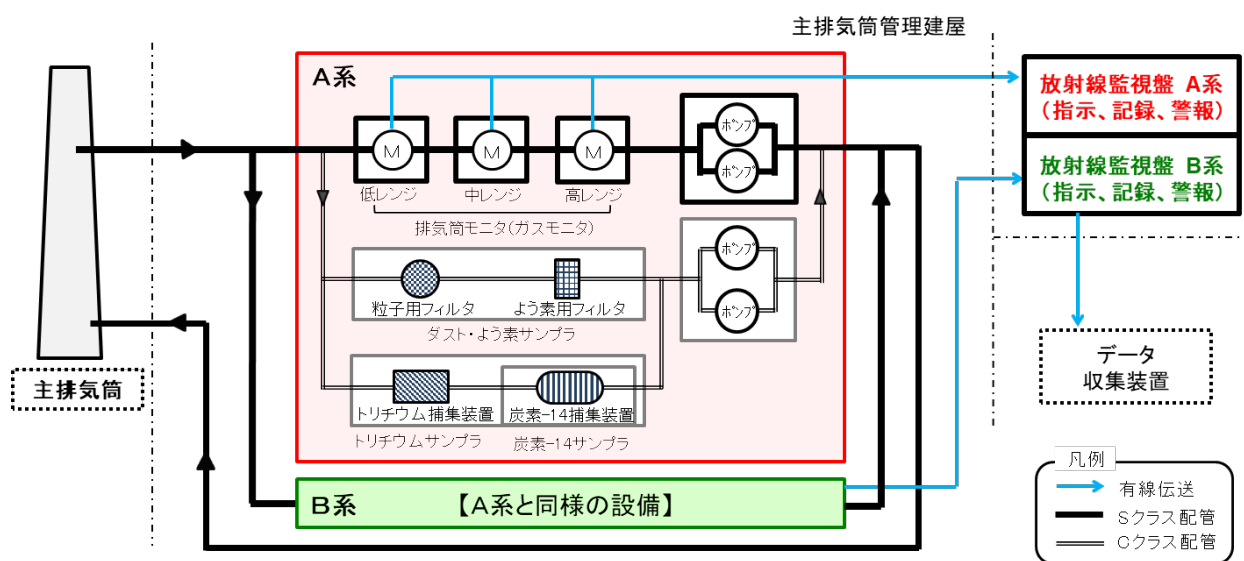 主排気筒管理建屋
A系
M
M
M
低レンジ
中レンジ
高レンジ
排気筒モニタ(ガスモニタ)
ポンプ
ポンプ
粒子用フィルタ
よう素用フィルタ
ダスト・よう素サンプラ
ポンプ
ポンプ
トリチウム捕集装置
炭素-14捕集装置
トリチウムサンプラ
炭素-14サンプラ
B系
【A系と同様の設備】
主排気筒
放射線監視盤 A系
(指示、記録、警報)
放射線監視盤 B系
(指示、記録、警報)
データ
収集装置
凡例
有線伝送
Sクラス配管
Cクラス配管